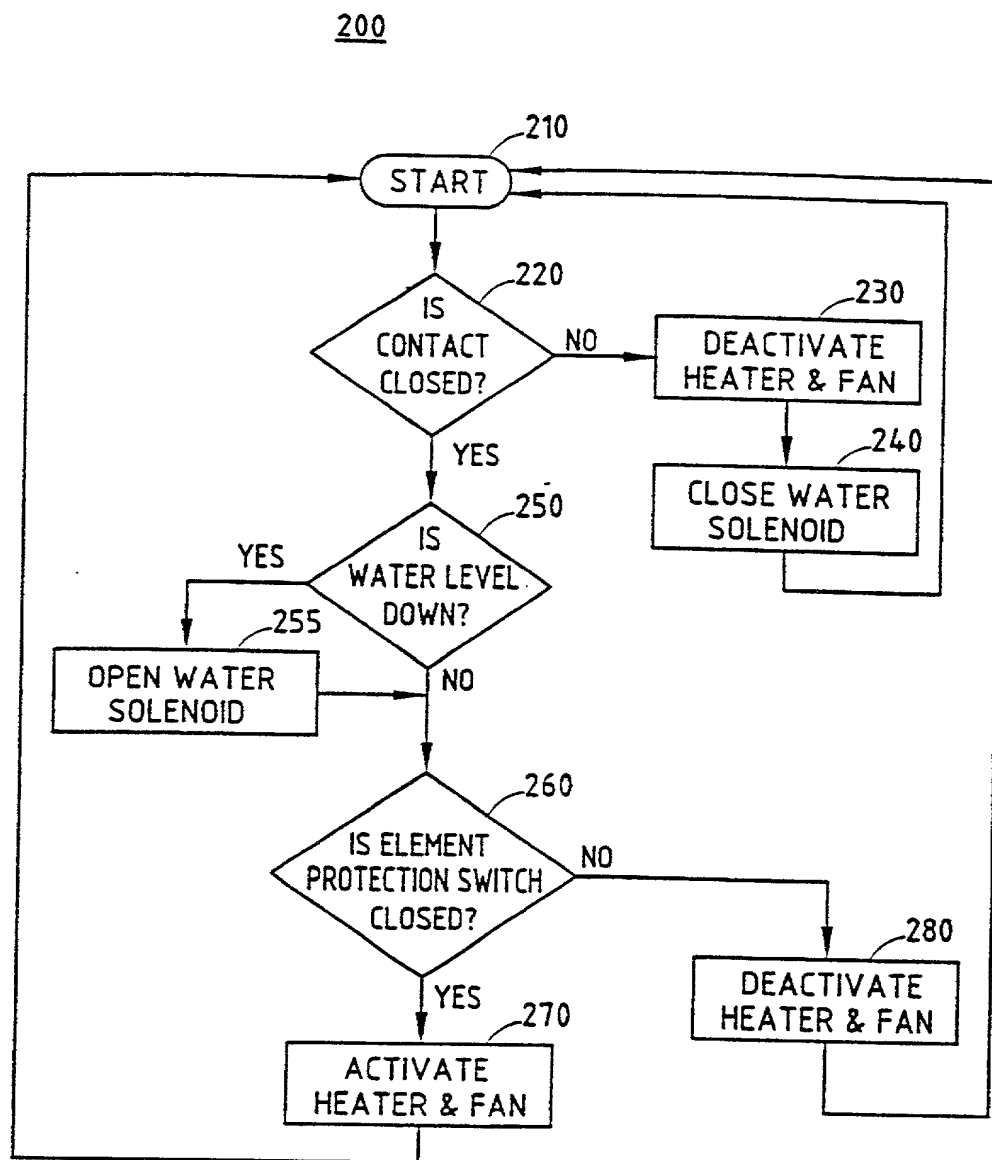 200
210
START
220
IS
CONTACT
CLOSED?
NO
230
DEACTIVATE
HEATER & FAN
YES
240
CLOSE WATER
SOLENOID
250
IS
WATER LEVEL
DOWN?
YES
255
OPEN WATER
SOLENOID
NO
260
IS ELEMENT
PROTECTION SWITCH
CLOSED?
NO
280
DEACTIVATE
HEATER & FAN
YES
270
ACTIVATE
HEATER & FAN